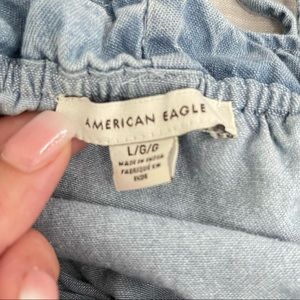 AMERICAN EAGLE
L/G/G
MADE IN INDIA
FABRIQUÉ EN
INDE